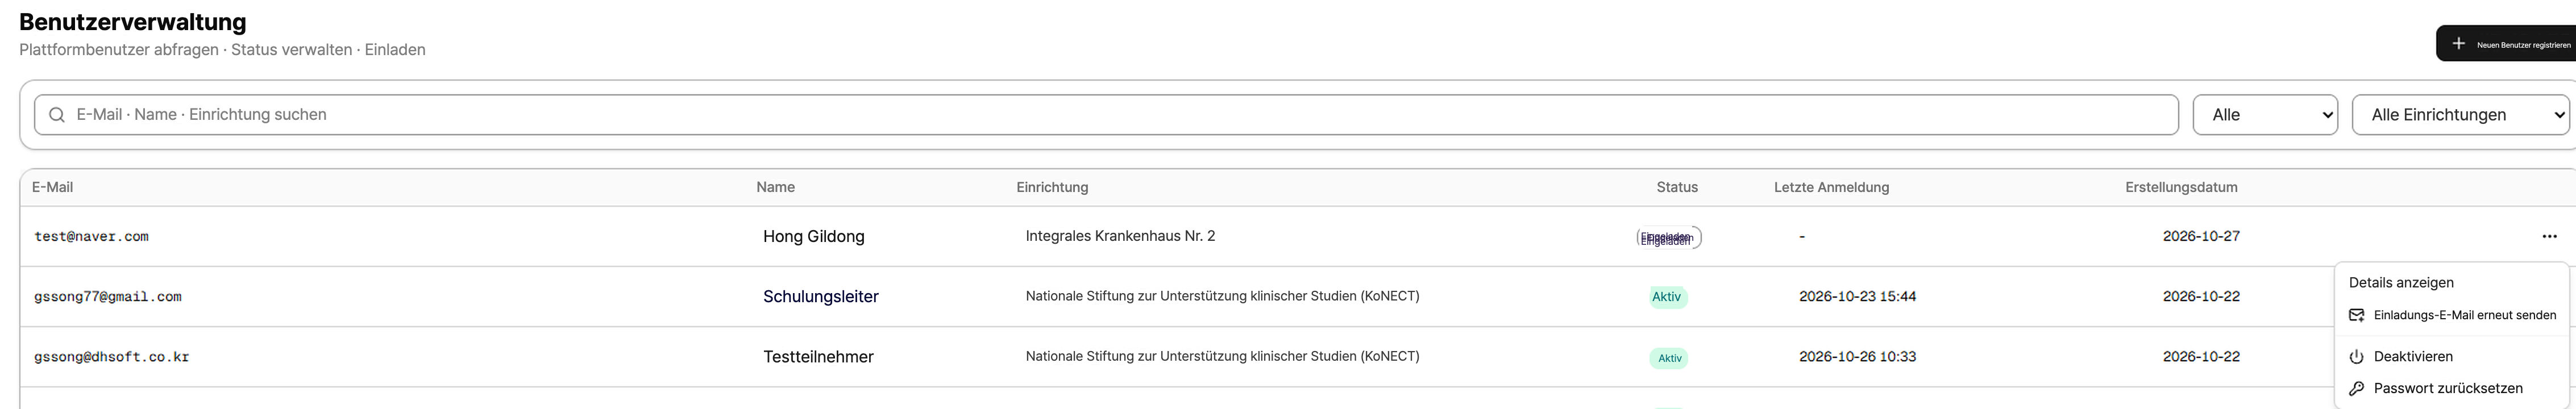 Benutzerverwaltung
Plattformbenutzer abfragen · Status verwalten · Einladen
Neuen Benutzer registrieren
E-Mail · Name · Einrichtung suchen
Alle
Alle Einrichtungen
E-Mail Name Einrichtung Status Letzte Anmeldung Erstellungsdatum
test@naver.com Hong Gildong Integrales Krankenhaus Nr. 2 Eingeladen - 2026-10-27
gssong77@gmail.com Schulungsleiter Nationale Stiftung zur Unterstützung klinischer Studien (KoNECT) Aktiv 2026-10-23 15:44 2026-10-22
gssong@dhsoft.co.kr Testteilnehmer Nationale Stiftung zur Unterstützung klinischer Studien (KoNECT) Aktiv 2026-10-26 10:33 2026-10-22
Details anzeigen
Einladungs-E-Mail erneut senden
Deaktivieren
Passwort zurücksetzen